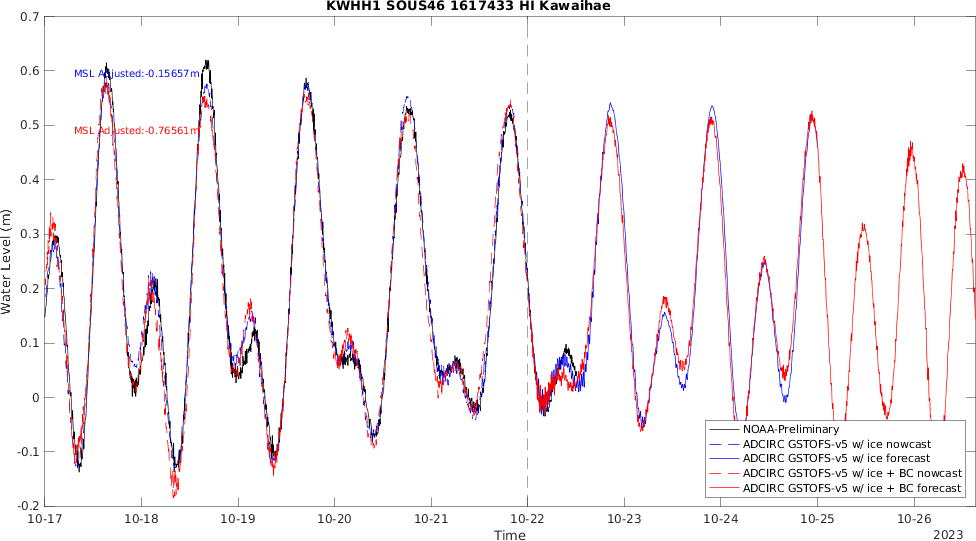 KWHH1 SOUS46 1617433 HI Kawaihae
0.7
0.6
0.5
0.4
0.3
0.2
0.1
0
-0.1
-0.2
Water Level (m)
MSL Adjusted:-0.15657m
MSL Adjusted:-0.76561m
NOAA-Preliminary
ADCIRC GSTOFS-v5 w/ ice nowcast
ADCIRC GSTOFS-v5 w/ ice forecast
ADCIRC GSTOFS-v5 w/ ice + BC nowcast
ADCIRC GSTOFS-v5 w/ ice + BC forecast
10-17 10-18 10-19 10-20 10-21 10-22 10-23 10-24 10-25 10-26
Time
2023